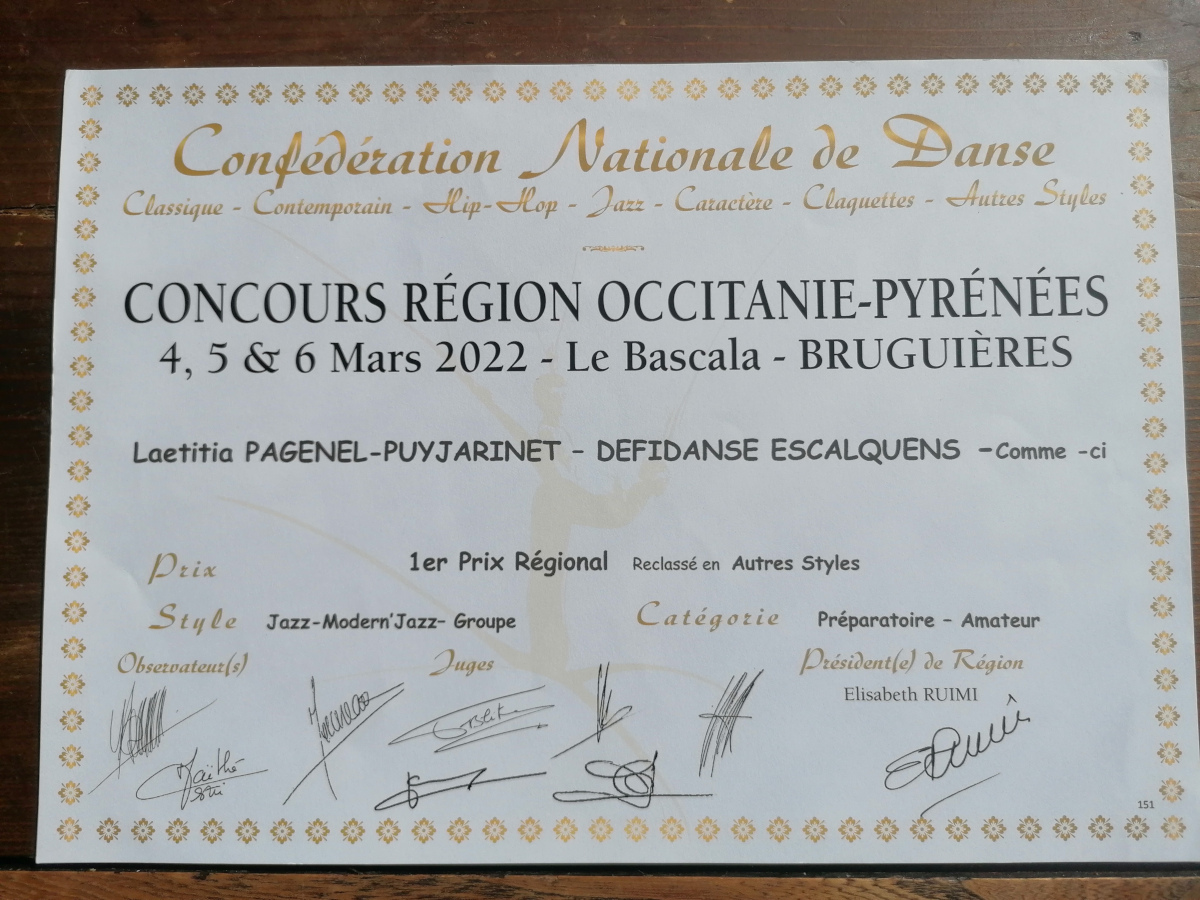 Confédération Nationale de Danse
Classique - Contemporain - Hip-Hop - Jazz - Caractère - Claquettes - Autres Styles
CONCOURS RÉGION OCCITANIE-PYRÉNÉES
4, 5 & 6 Mars 2022 - Le Bascala - BRUGUIÈRES
Laetitia PAGENEL-PUYJARINET - DEFIDANSE ESCALQUENS -Comme -ci
Prix 1er Prix Régional Reclassé en Autres Styles
Style Jazz-Modern'Jazz- Groupe Catégorie Préparatoire - Amateur
Observateur(s) Juges Président(e) de Région
Elisabeth RUIMI
Maïthé
151